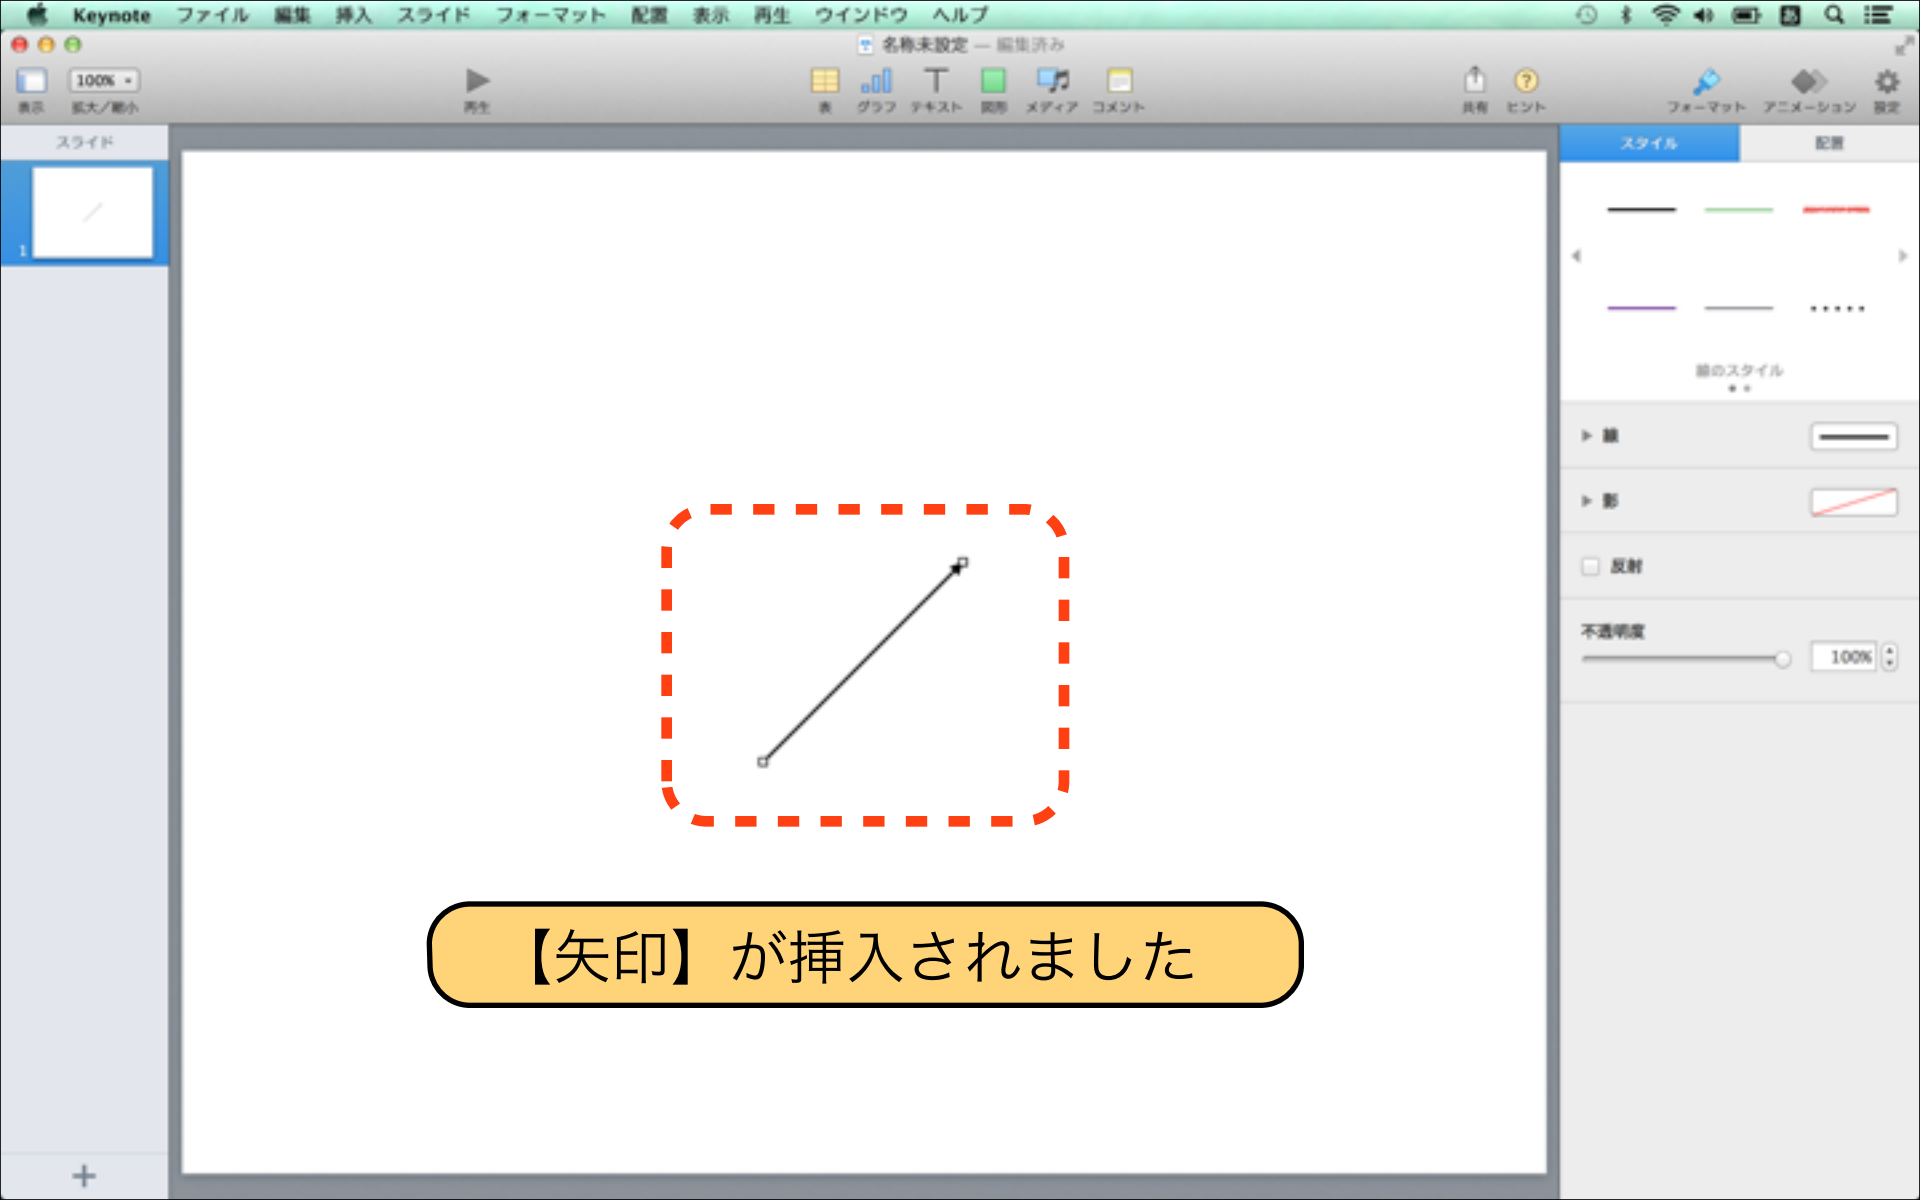 Keynote ファイル 編集 挿入 スライド フォーマット 配置 表示 再生 ウインドウ ヘルプ
名称未設定 — 編集済み
100%
表示 拡大／縮小 再生 表 グラフ テキスト 図形 メディア コメント 共有 ヒント フォーマット アニメーション 設定
スライド
スタイル 配置
1
線のスタイル
線
影
反射
不透明度
100%
【矢印】が挿入されました